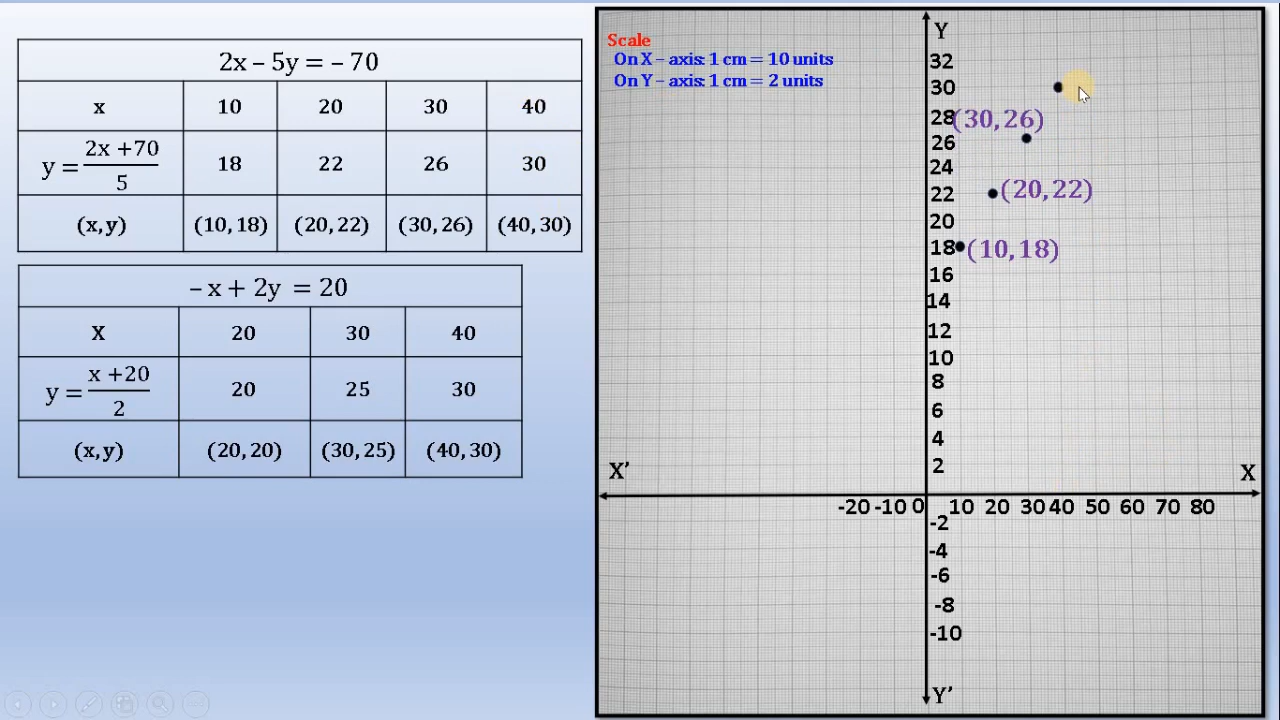 2x – 5y = – 70
x 10 20 30 40
y = 2x +70 / 5 18 22 26 30
(x,y) (10,18) (20,22) (30,26) (40,30)
– x + 2y = 20
X 20 30 40
y = x +20 / 2 20 25 30
(x,y) (20,20) (30,25) (40,30)
Scale
On X – axis: 1 cm = 10 units
On Y – axis: 1 cm = 2 units
Y
32
30
28
(30,26)
26
24
22
(20,22)
20
18
(10,18)
16
14
12
10
8
6
4
2
X'
X
-20 -10 0 10 20 30 40 50 60 70 80
-2
-4
-6
-8
-10
Y'